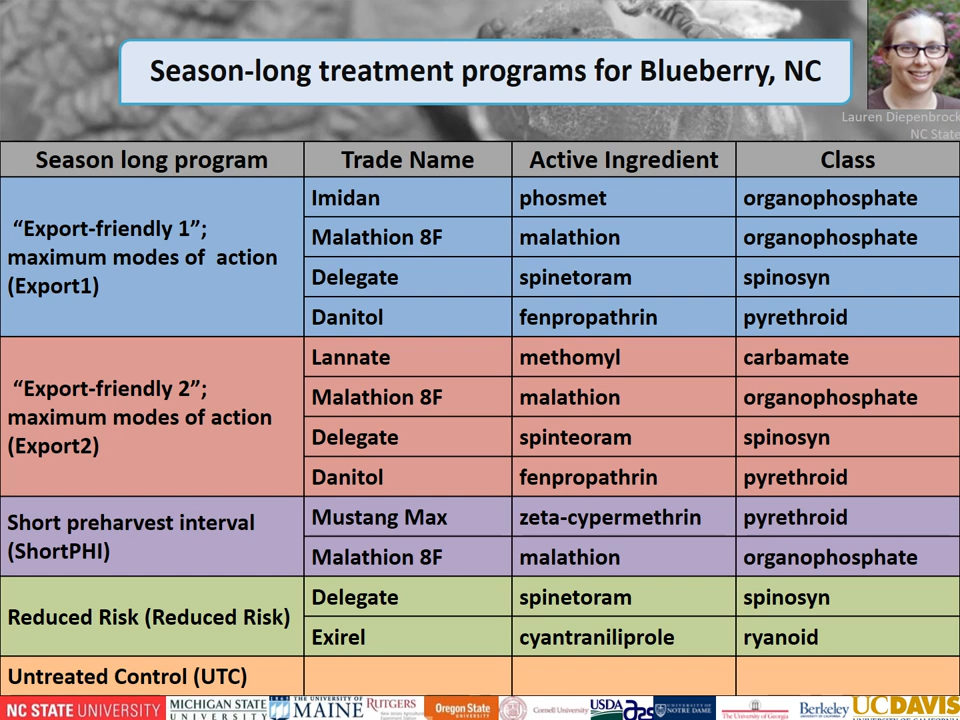 Season-long treatment programs for Blueberry, NC
Lauren Diepenbrock
NC State
Season long program Trade Name Active Ingredient Class
“Export-friendly 1”;
maximum modes of action
(Export1)
Imidan phosmet organophosphate
Malathion 8F malathion organophosphate
Delegate spinetoram spinosyn
Danitol fenpropathrin pyrethroid
“Export-friendly 2”;
maximum modes of action
(Export2)
Lannate methomyl carbamate
Malathion 8F malathion organophosphate
Delegate spinteoram spinosyn
Danitol fenpropathrin pyrethroid
Short preharvest interval
(ShortPHI)
Mustang Max zeta-cypermethrin pyrethroid
Malathion 8F malathion organophosphate
Reduced Risk (Reduced Risk)
Delegate spinetoram spinosyn
Exirel cyantraniliprole ryanoid
Untreated Control (UTC)
NC STATE UNIVERSITY
MICHIGAN STATE
UNIVERSITY
THE UNIVERSITY OF
MAINE
RUTGERS
Oregon State
UNIVERSITY
Cornell University
USDA
ars
NOTRE DAME
The University of Georgia
Berkeley
UNIVERSITY OF CALIFORNIA
UCDAVIS
UNIVERSITY OF CALIFORNIA